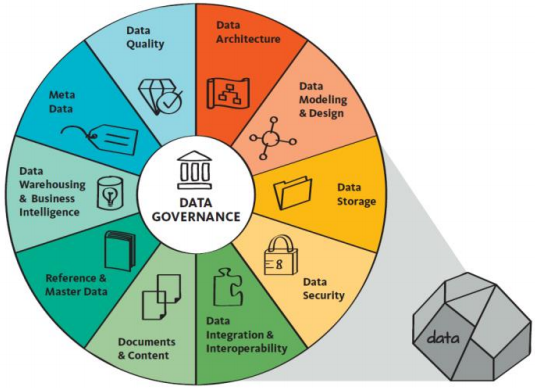 Data
Quality
Data
Architecture
Data
Modeling
& Design
Data
Storage
Data
Security
Data
Integration &
Interoperability
Documents
& Content
Reference &
Master Data
Data
Warehousing
& Business
Intelligence
Meta
Data
DATA
GOVERNANCE
8
data